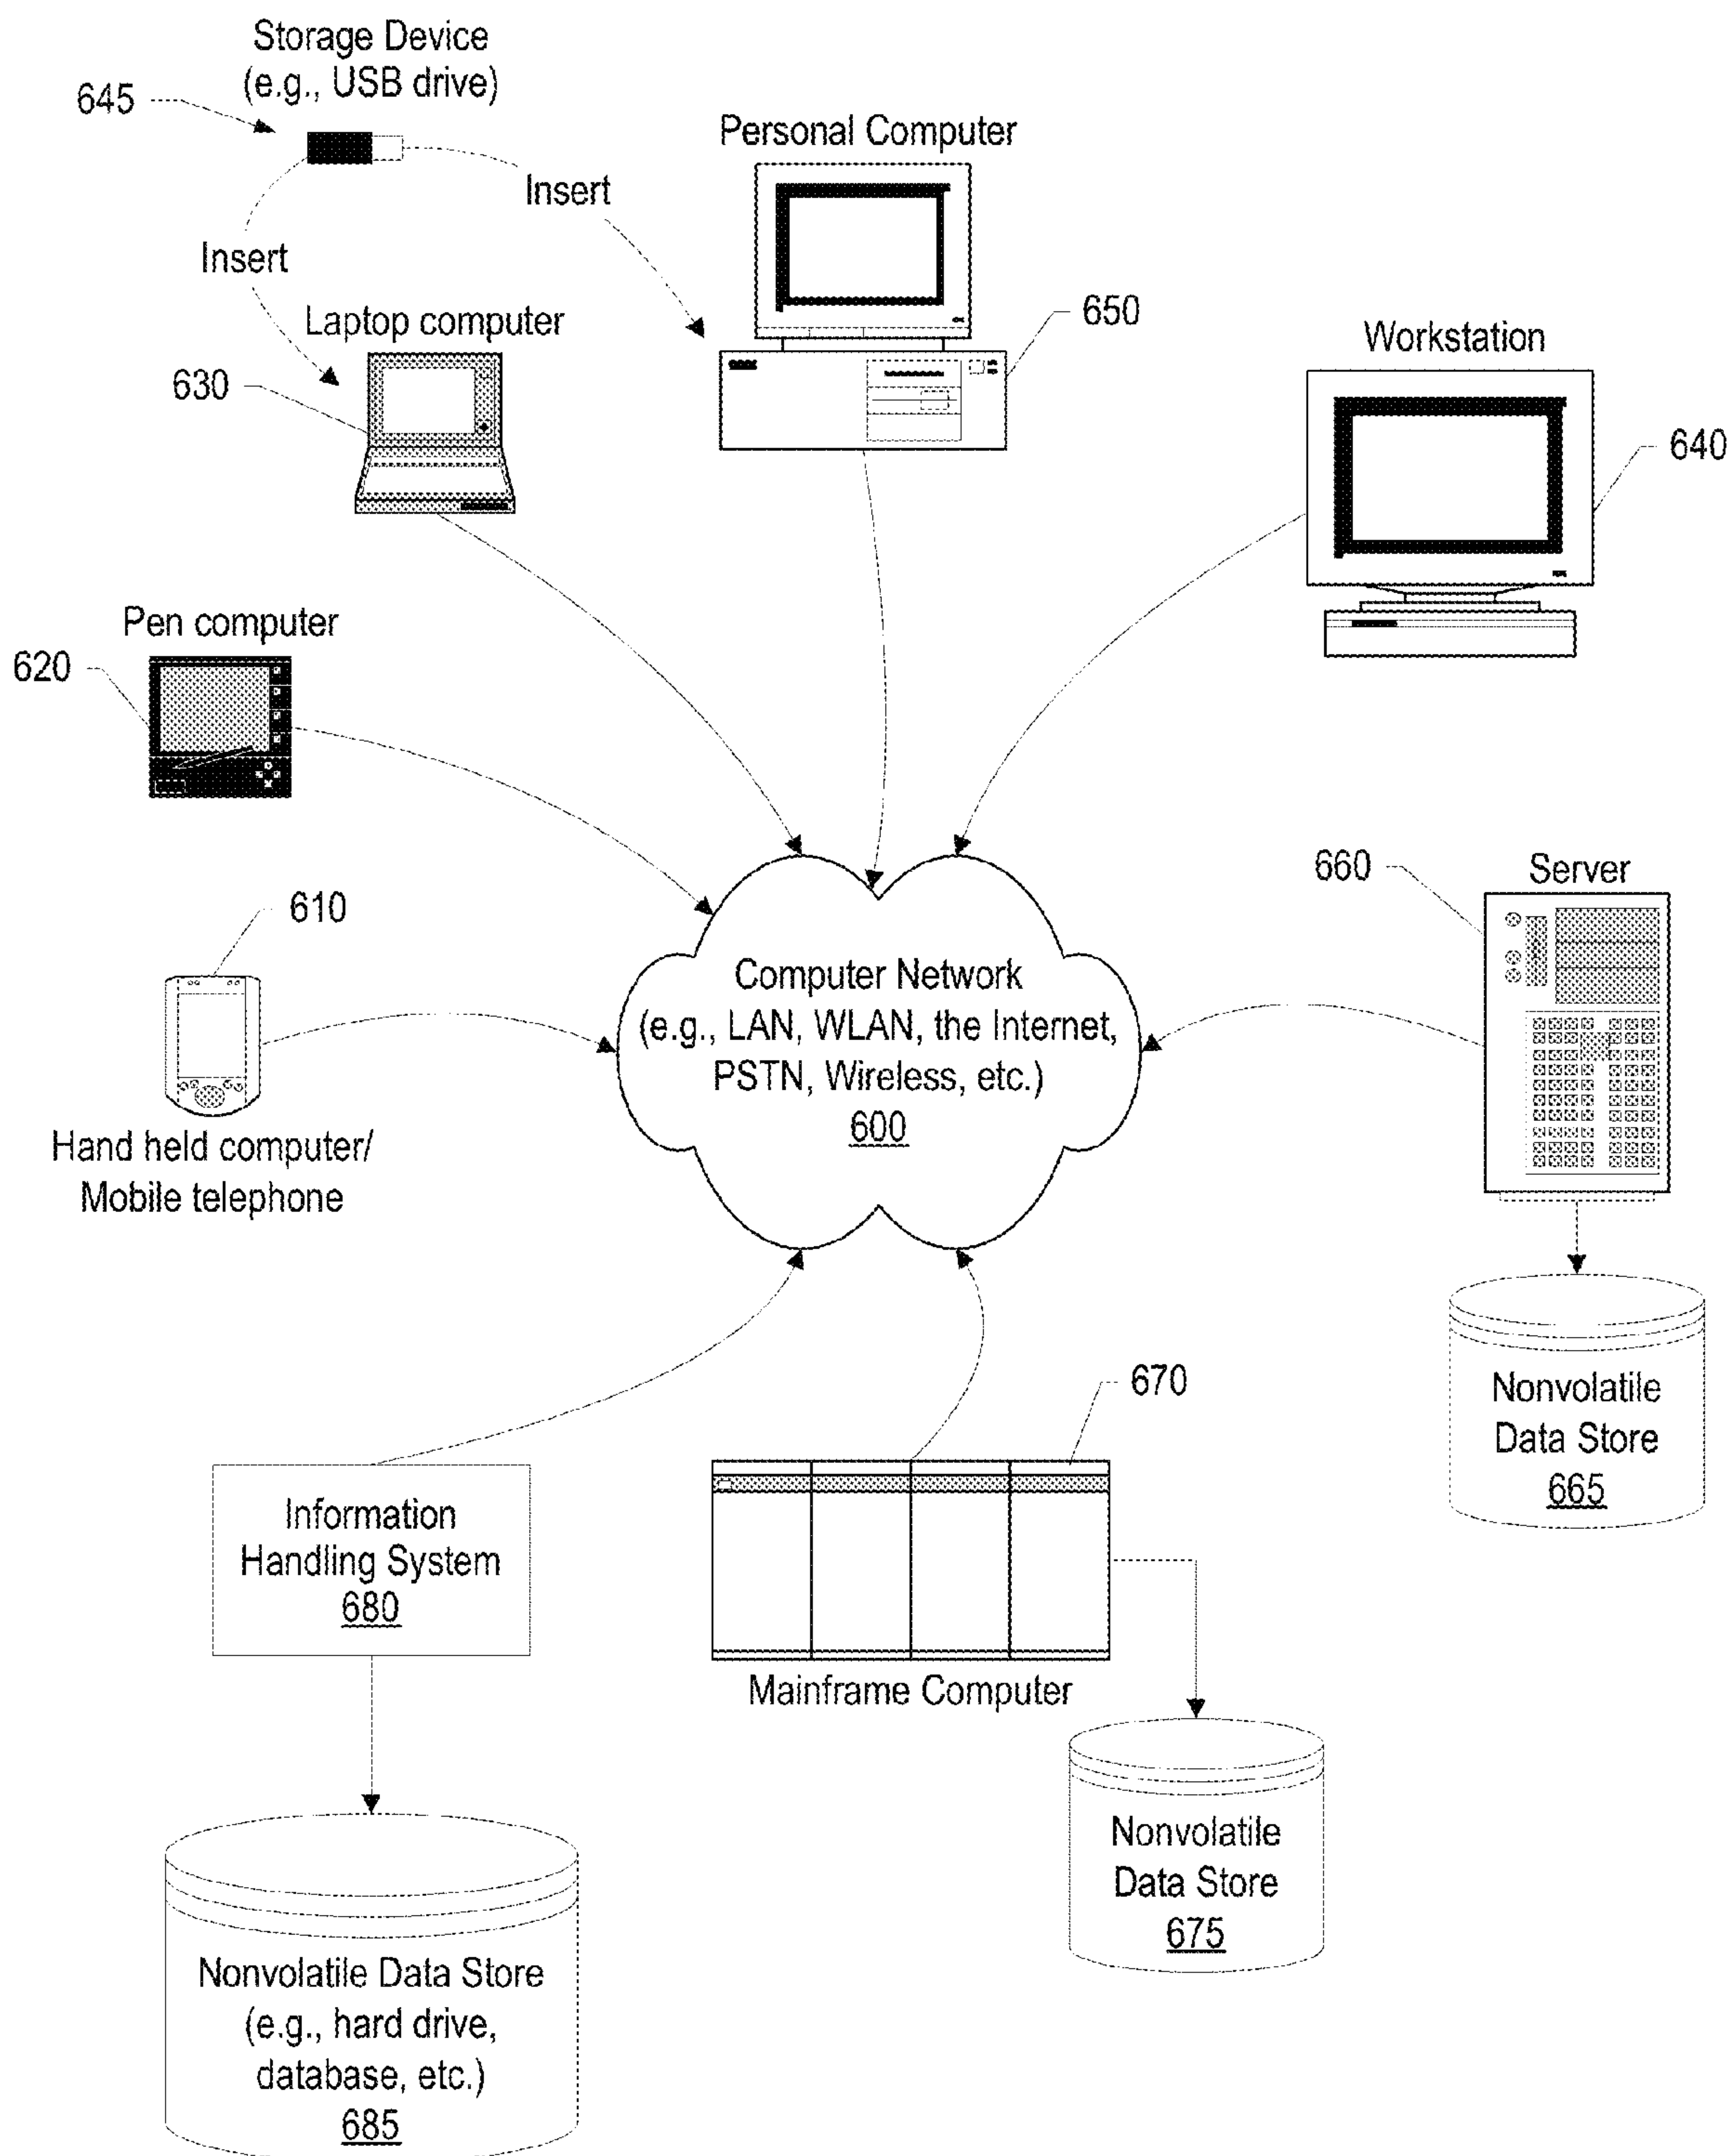 Storage Device
(e.g., USB drive)
645
Insert
Insert
Personal Computer
650
Laptop computer
630
Workstation
640
Pen computer
620
610
Hand held computer/
Mobile telephone
Computer Network
(e.g., LAN, WLAN, the Internet,
PSTN, Wireless, etc.)
600
660
Server
Nonvolatile
Data Store
665
670
Mainframe Computer
Information
Handling System
680
Nonvolatile
Data Store
675
Nonvolatile Data Store
(e.g., hard drive,
database, etc.)
685